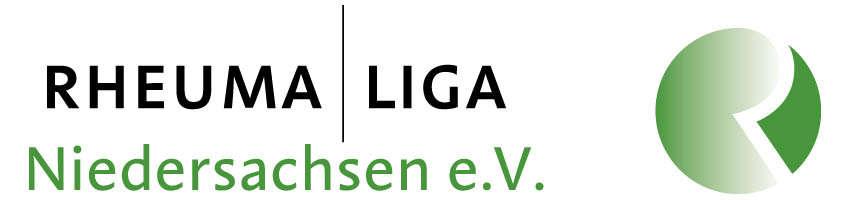 RHEUMA LIGA
Niedersachsen e.V.